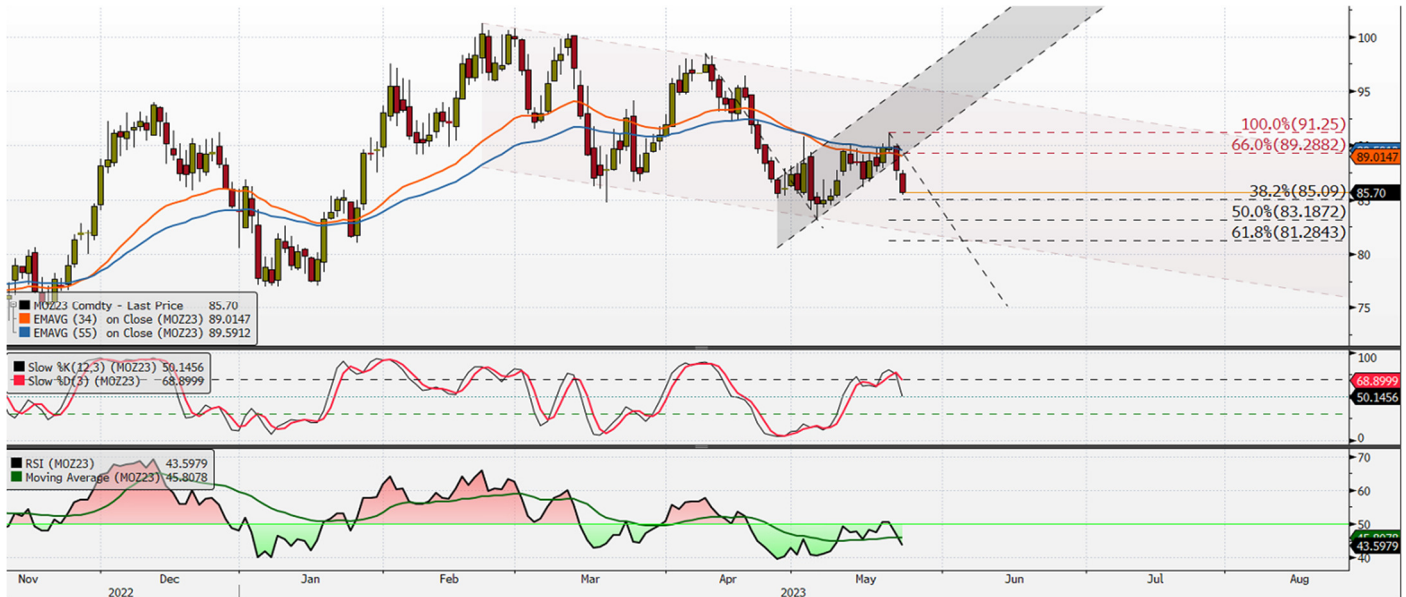 100
95
100.0%(91.25)
66.0%(89.2882)
89.0147
38.2%(85.09)
85.70
50.0%(83.1872)
61.8%(81.2843)
80
75
MOZ23 Comdty - Last Price 85.70
EMAVG (34) on Close (MOZ23) 89.0147
EMAVG (55) on Close (MOZ23) 89.5912
100
Slow %K(12,3) (MOZ23) 50.1456
Slow %D(3) (MOZ23) 68.8999
68.8999
50.1456
0
70
RSI (MOZ23) 43.5979
Moving Average (MOZ23) 45.8078
60
50
43.5979
40
Nov Dec Jan Feb Mar Apr May Jun Jul Aug
2022 2023